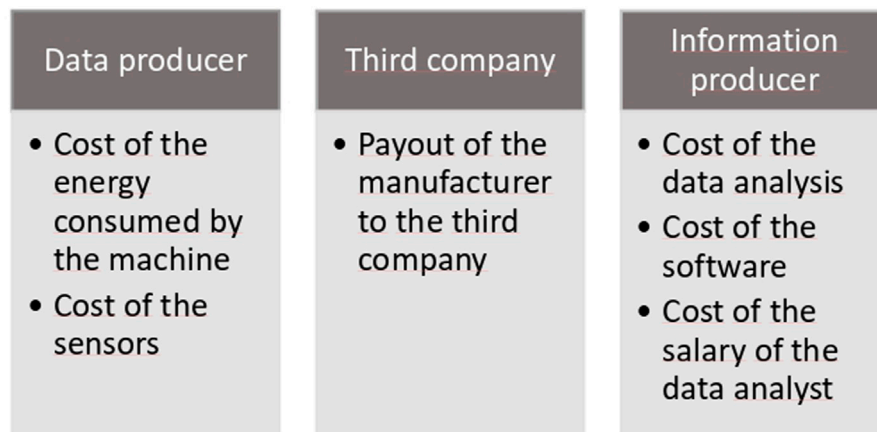 Data producer
• Cost of the
energy
consumed by
the machine
• Cost of the
sensors
Third company
• Payout of the
manufacturer
to the third
company
Information
producer
• Cost of the
data analysis
• Cost of the
software
• Cost of the
salary of the
data analyst